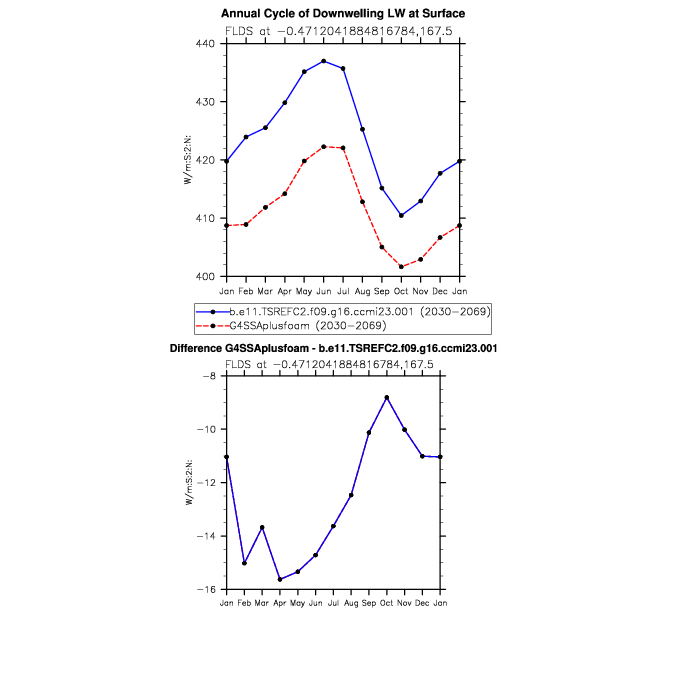 Annual Cycle of Downwelling LW at Surface
FLDS at −0.4712041884816784,167.5
440
430
420
410
400
W/m:S:2:N:
Jan Feb Mar Apr May Jun Jul Aug Sep Oct Nov Dec Jan
b.e11.TSREFC2.f09.g16.ccmi23.001 (2030−2069)
G4SSAplusfoam (2030−2069)
Difference G4SSAplusfoam - b.e11.TSREFC2.f09.g16.ccmi23.001
FLDS at −0.4712041884816784,167.5
−8
−10
−12
−14
−16
W/m:S:2:N:
Jan Feb Mar Apr May Jun Jul Aug Sep Oct Nov Dec Jan